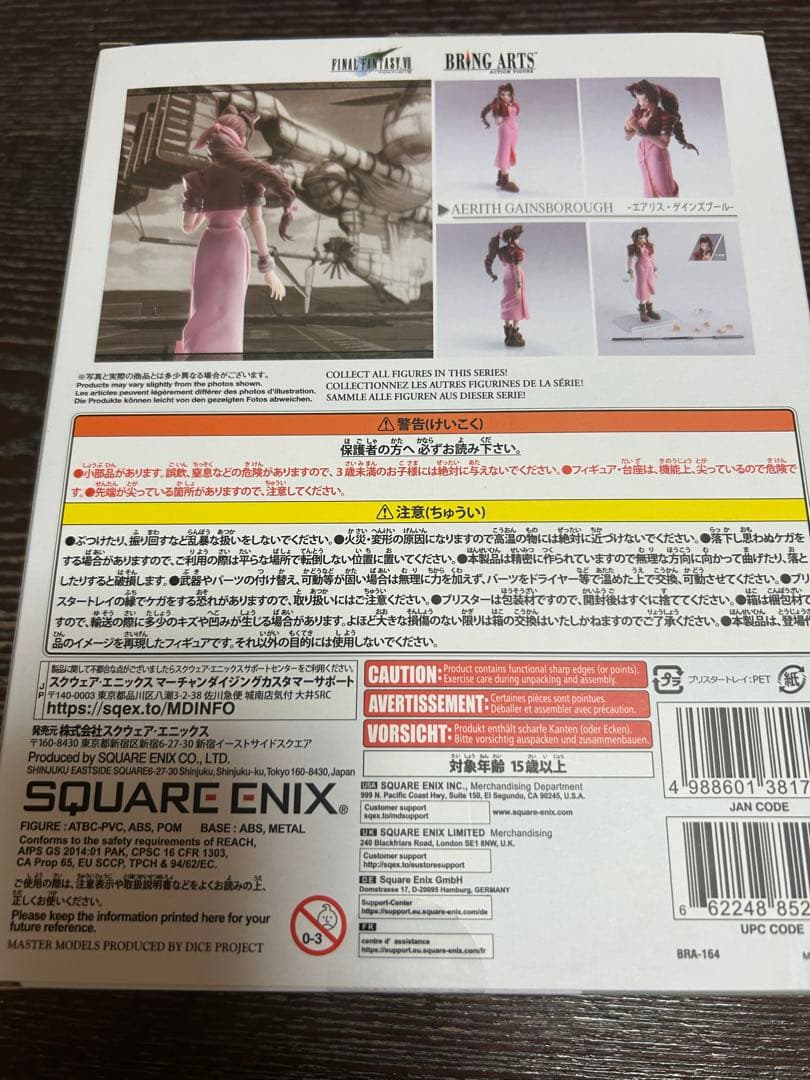 FINAL FANTASY VII
BRING ARTS™
ACTION FIGURE
▶AERITH GAINSBOROUGH -エアリス・ゲインズブール-
※写真と実際の商品とは多少異なる場合がございます。
Products may vary slightly from the photos shown.
Les articles peuvent légèrement différer des photos d'illustration.
Die Produkte können leicht von den gezeigten Fotos abweichen.
COLLECT ALL FIGURES IN THIS SERIES!
COLLECTIONNEZ LES AUTRES FIGURINES DE LA SÉRIE!
SAMMLE ALLE FIGUREN AUS DIESER SERIE!
⚠警告(けいこく)
保護者の方へ 必ずお読み下さい。
●小部品があります。誤飲、窒息などの危険がありますので、3歳未満のお子様には絶対に与えないでください。●フィギュア・台座は、機能上、尖っているので危険で
す。●先端が尖っている箇所がありますので、注意してください。
⚠注意(ちゅうい)
●ぶつけたり、振り回すなど乱暴な扱いをしないでください。●火災・変形の原因になりますので高温の物には絶対に近づけないでください。●落下し思わぬケガを
する場合がありますので、ご利用の際は平らな場所で転倒しない位置に置いてください。●本製品は精密に作られていますので無理な方向に向かって曲げたり、落と
したりすると破損します。●武器やパーツの付け替え、可動等が固い場合は無理に力を加えず、パーツをドライヤー等で温めた上で交換、可動させてください。●ブリ
スタートレイの縁でケガをする恐れがありますので、取り扱いにはご注意ください。●ブリスターは包装材ですので、開封後はすぐに捨ててください。●箱は梱包材で
すので、輸送の際に多少のキズや凹みが生じる場合があります。よほど大きな損傷のない限りは箱の交換はいたしかねますのでご了承ください。●本製品は、登場作
品のイメージを再現したフィギュアです。それ以外の目的には使用しないでください。
JP
製品に関して不都合な点がございましたらスクウェア・エニックスサポートセンターをご利用ください。
スクウェア・エニックス マーチャンダイジングカスタマーサポート
〒140-0003 東京都品川区八潮3-2-38 佐川急便 城南店気付 大井SRC
https://sqex.to/MDINFO
発売元 株式会社スクウェア・エニックス
〒160-8430 東京都新宿区新宿6-27-30 新宿イーストサイドスクエア
Produced by SQUARE ENIX CO., LTD.
SHINJUKU EASTSIDE SQUARE6-27-30 Shinjuku, Shinjuku-ku, Tokyo 160-8430, Japan
SQUARE ENIX®
FIGURE : ATBC-PVC, ABS, POM BASE : ABS, METAL
Conforms to the safety requirements of REACH,
AfPS GS 2014:01 PAK, CPSC 16 CFR 1303,
CA Prop 65, EU SCCP, TPCH & 94/62/EC.
ご使用の際は、注意表示や取扱説明書などをよくお読みの上、
正しくお使いください。
Please keep the information printed here for your
future reference.
MASTER MODELS PRODUCED BY DICE PROJECT
0-3
CAUTION • Product contains functional sharp edges (or points).
• Exercise care during unpacking and assembly.
AVERTISSEMENT • Certaines pièces sont pointues.
• Déballer et assembler avec précaution.
VORSICHT • Produkt enthält scharfe Kanten (oder Ecken).
• Bitte vorsichtig auspacken und zusammenbauen.
対象年齢 15歳以上
USA SQUARE ENIX INC., Merchandising Department
999 N. Pacific Coast Hwy, Suite 150, El Segundo, CA 90245, U.S.A.
Customer support
sqex.to/mdsupport
www.square-enix.com
UK SQUARE ENIX LIMITED Merchandising
240 Blackfriars Road, London SE1 8NW, U.K.
Customer support
http://sqex.to/eustoresupport
DE Square Enix GmbH
Domstrasse 17, D-20095 Hamburg, GERMANY
Support-Center
https://support.eu.square-enix.com/de
FR
centre d' assistance
https://support.eu.square-enix.com/fr
プラ
ブリスタートレイ:PET
紙
4 988601 3817
JAN CODE
6 62248 852
UPC CODE
BRA-164
M